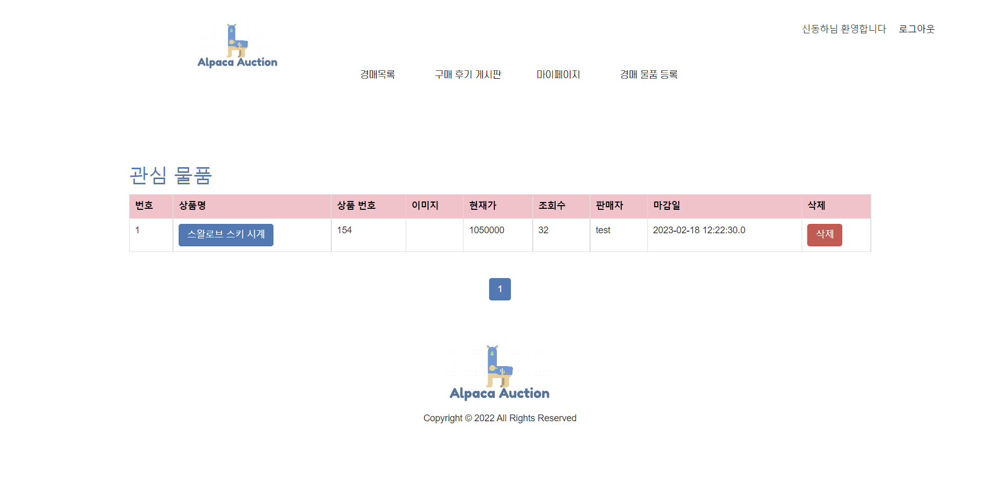 신동하님 환영합니다 로그아웃
Alpaca Auction
경매목록 구매 후기 게시판 마이페이지 경매 물품 등록
관심 물품
번호 상품명 상품 번호 이미지 현재가 조회수 판매자 마감일 삭제
1 스왈로브 스키 시계 154 1050000 32 test 2023-02-18 12:22:30.0 삭제
1
Alpaca Auction
Copyright © 2022 All Rights Reserved